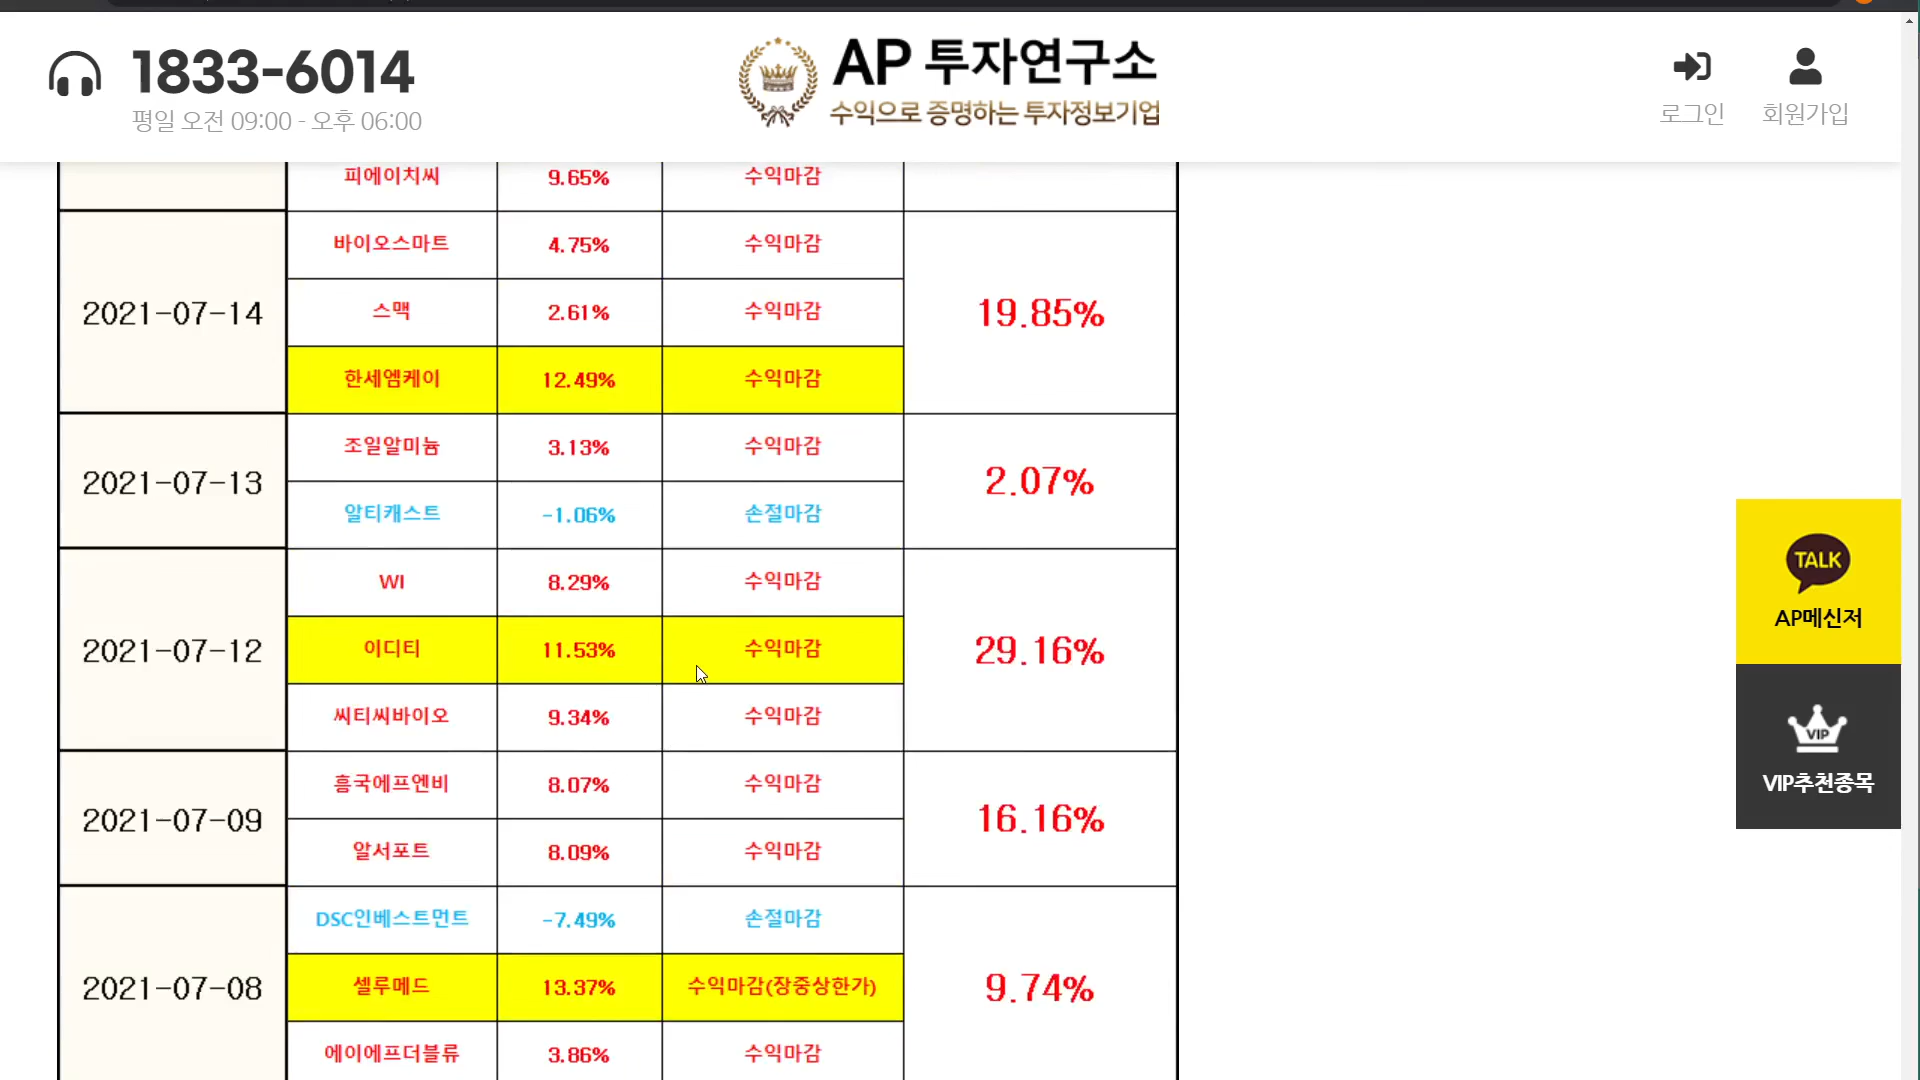 1833-6014
평일 오전 09:00 - 오후 06:00
AP 투자연구소
수익으로 증명하는 투자정보기업
로그인
회원가입
피에이치씨 9.65% 수익마감
2021-07-14 19.85%
바이오스마트 4.75% 수익마감
스맥 2.61% 수익마감
한세엠케이 12.49% 수익마감
2021-07-13 2.07%
조일알미늄 3.13% 수익마감
알티캐스트 -1.06% 손절마감
2021-07-12 29.16%
WI 8.29% 수익마감
이디티 11.53% 수익마감
씨티씨바이오 9.34% 수익마감
2021-07-09 16.16%
흥국에프엔비 8.07% 수익마감
알서포트 8.09% 수익마감
2021-07-08 9.74%
DSC인베스트먼트 -7.49% 손절마감
셀루메드 13.37% 수익마감(장중상한가)
에이에프더블류 3.86% 수익마감
TALK
AP메신저
VIP
VIP추천종목